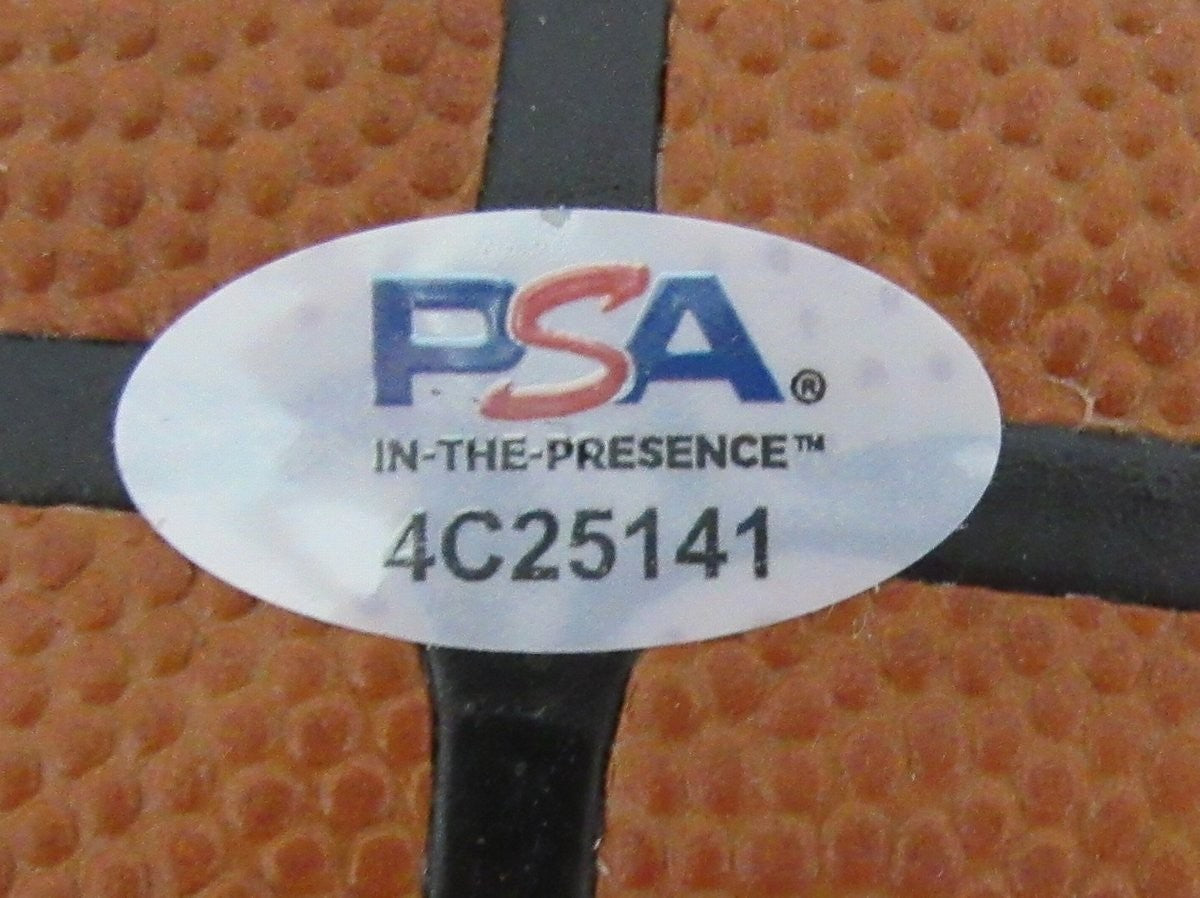 PSA®
IN-THE-PRESENCE™
4C25141